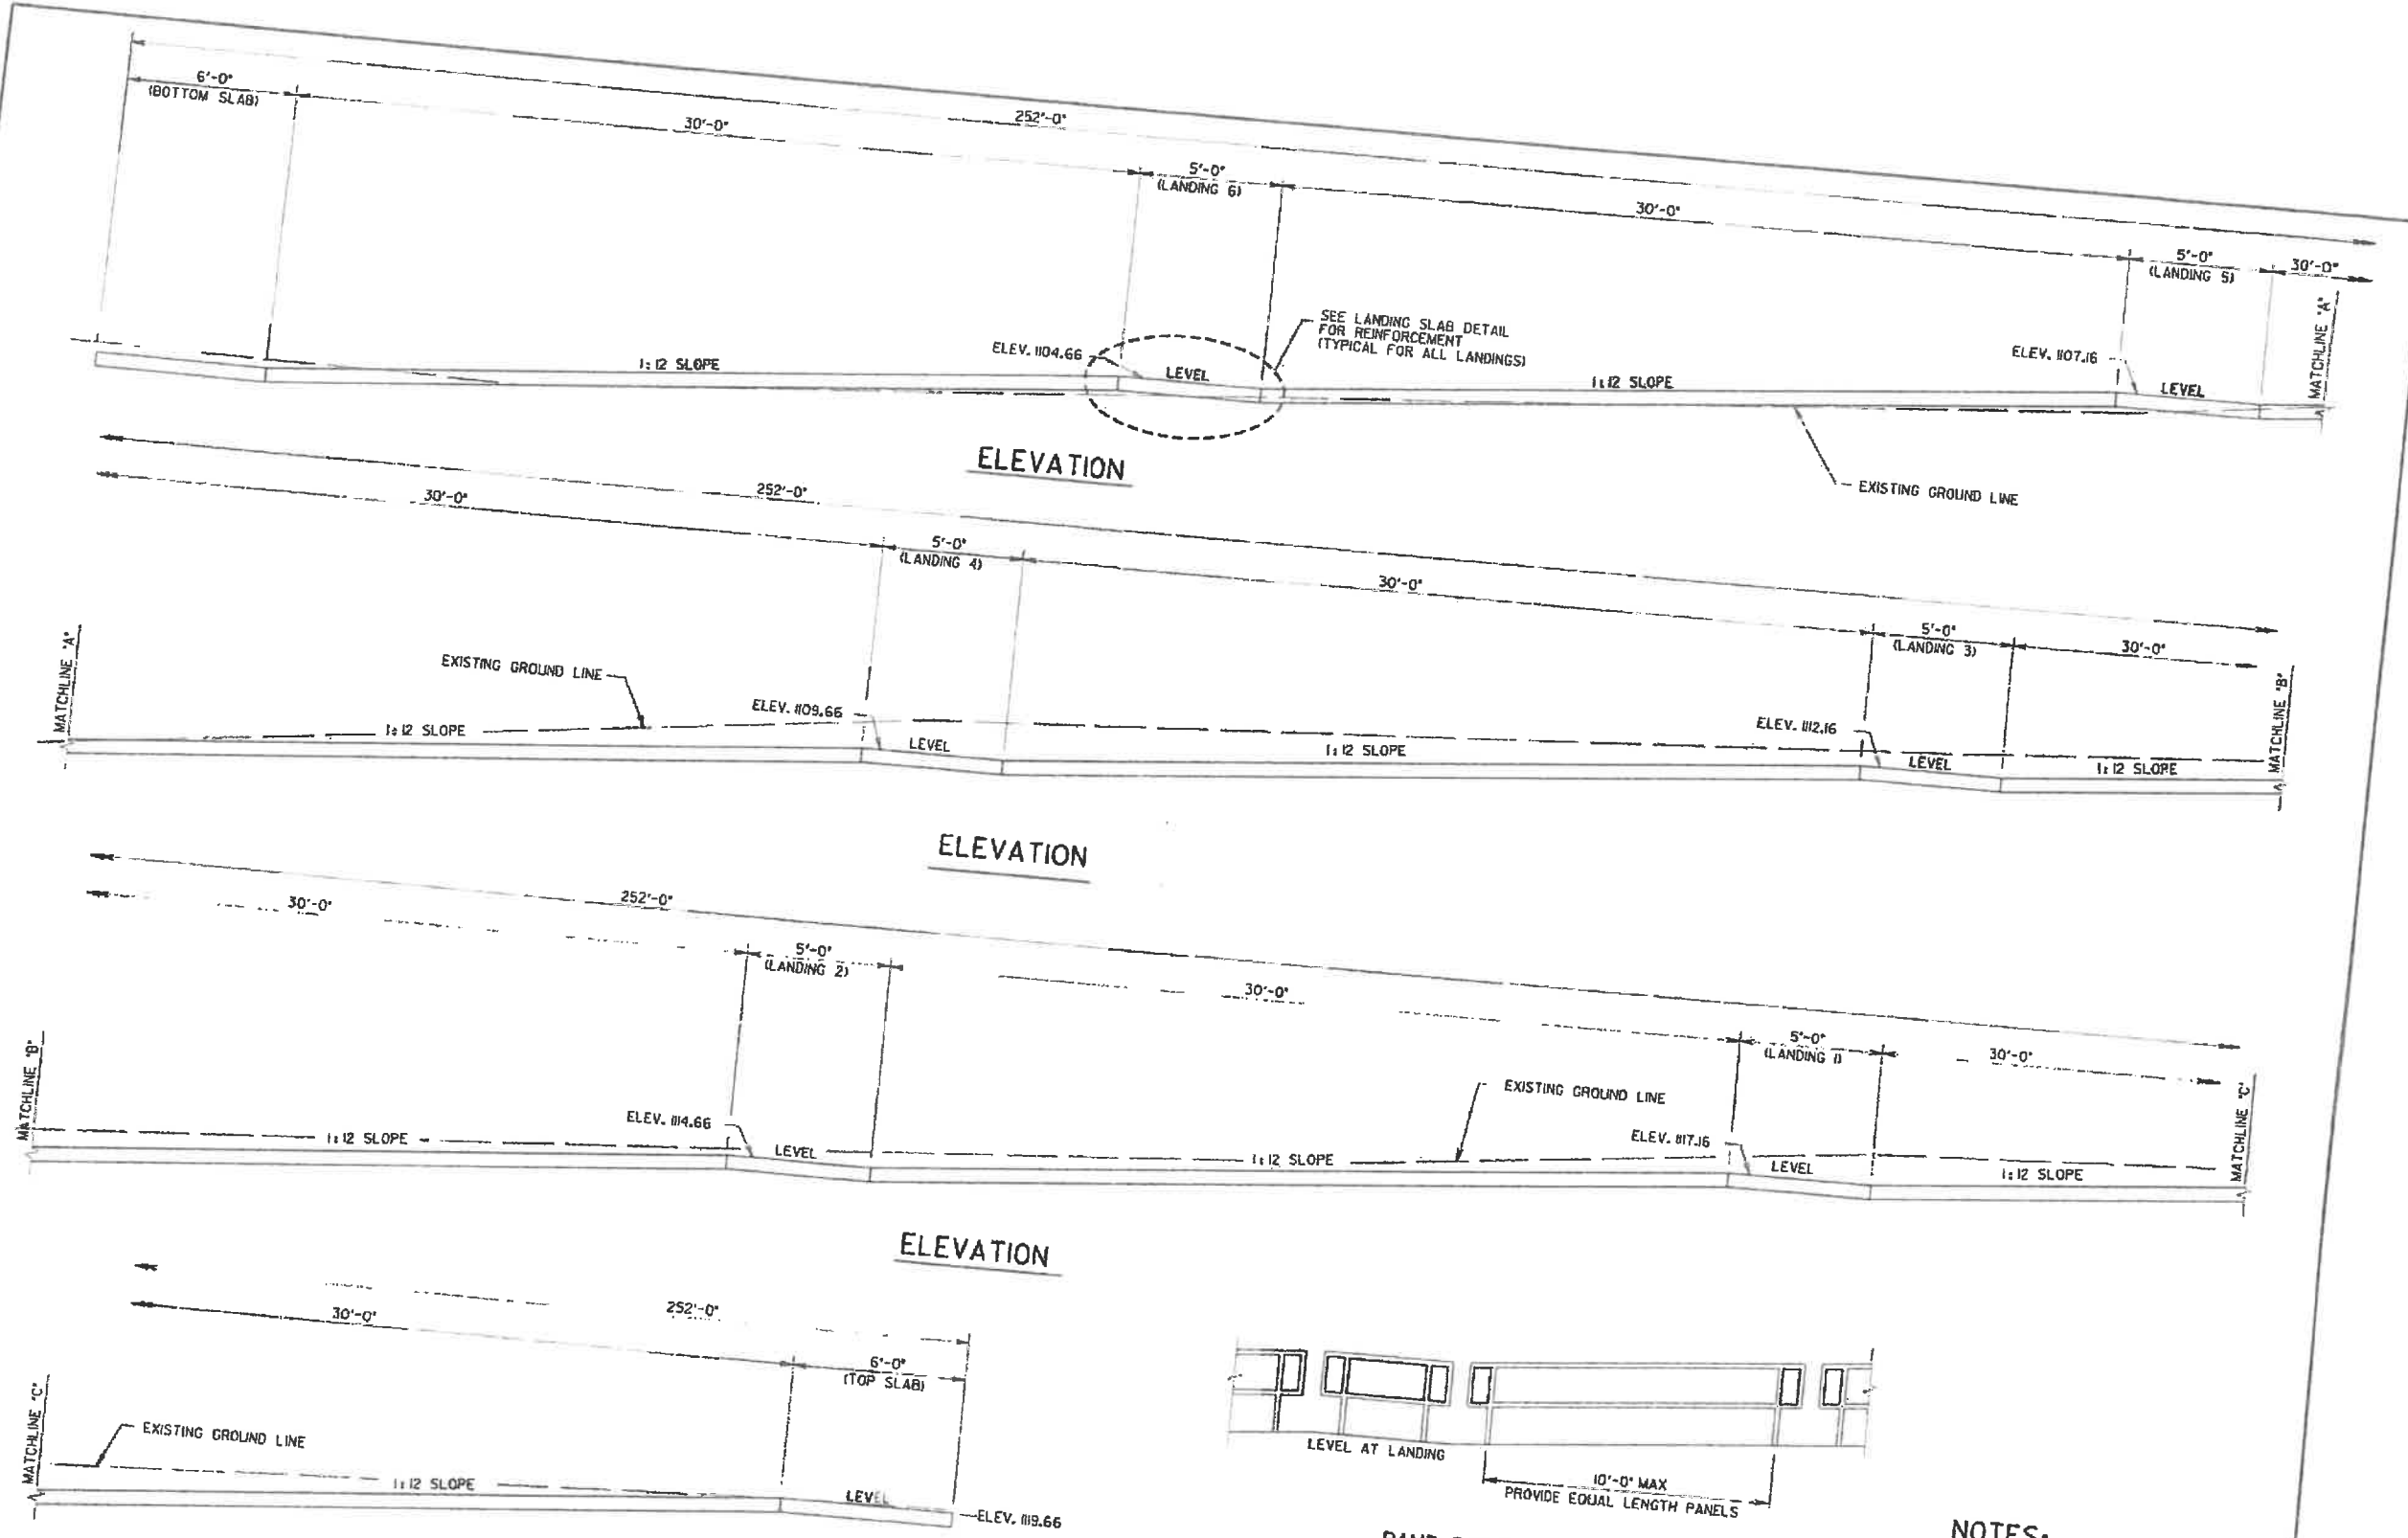 252'-0"
6'-0"
(BOTTOM SLAB)
30'-0"
5'-0"
(LANDING 6)
30'-0"
5'-0"
(LANDING 5)
30'-0"
MATCHLINE "A"
SEE LANDING SLAB DETAIL
FOR REINFORCEMENT
(TYPICAL FOR ALL LANDINGS)
1:12 SLOPE
ELEV. 1104.66
LEVEL
1:12 SLOPE
ELEV. 1107.16
LEVEL
EXISTING GROUND LINE
ELEVATION
252'-0"
30'-0"
5'-0"
(LANDING 4)
30'-0"
5'-0"
(LANDING 3)
30'-0"
MATCHLINE "A"
EXISTING GROUND LINE
1:12 SLOPE
ELEV. 1109.66
LEVEL
1:12 SLOPE
ELEV. 1112.16
LEVEL
1:12 SLOPE
MATCHLINE "B"
ELEVATION
252'-0"
30'-0"
5'-0"
(LANDING 2)
30'-0"
5'-0"
(LANDING 1)
30'-0"
MATCHLINE "B"
1:12 SLOPE
ELEV. 1114.66
LEVEL
1:12 SLOPE
EXISTING GROUND LINE
ELEV. 1117.16
LEVEL
1:12 SLOPE
MATCHLINE "C"
ELEVATION
252'-0"
30'-0"
6'-0"
(TOP SLAB)
MATCHLINE "C"
EXISTING GROUND LINE
1:12 SLOPE
LEVEL
ELEV. 1119.66
LEVEL AT LANDING
10'-0" MAX
PROVIDE EQUAL LENGTH PANELS
NOTES: